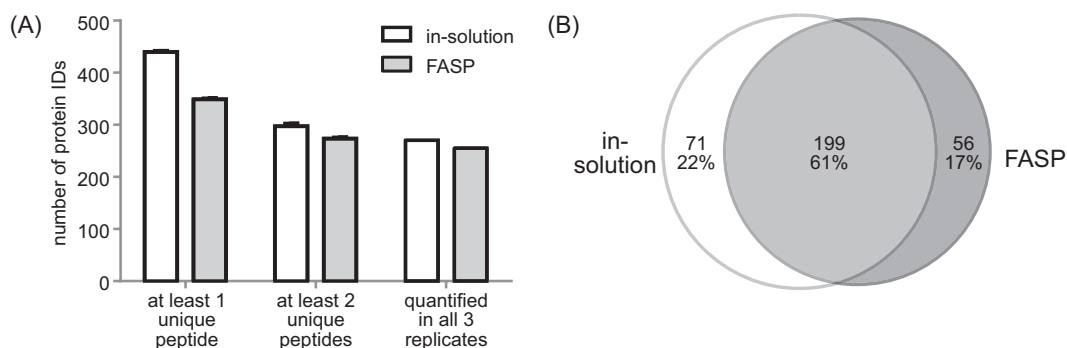 (A)
number of protein IDs
500
400
300
200
100
0
in-solution
FASP
at least 1
unique
peptide
at least 2
unique
peptides
quantified
in all 3
replicates
(B)
in-
solution
71
22%
199
61%
56
17%
FASP